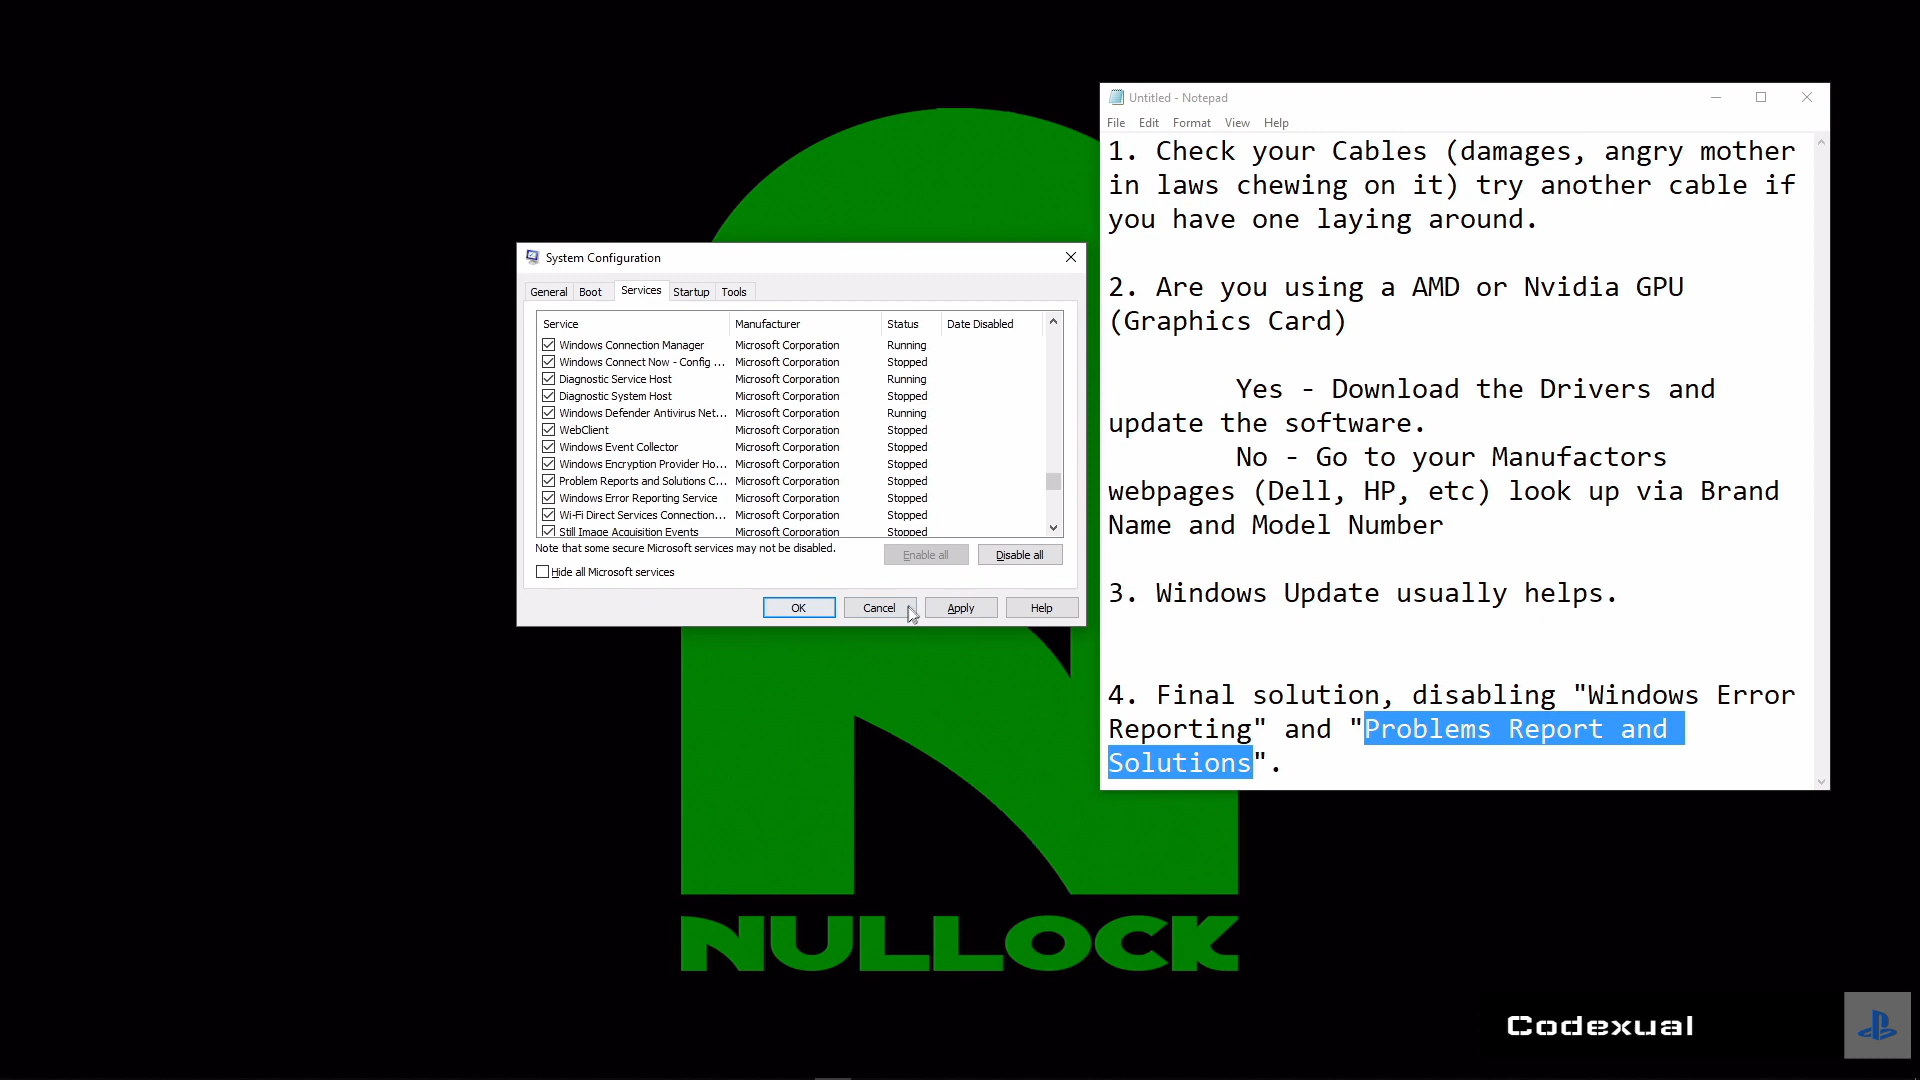 Untitled - Notepad
File Edit Format View Help
1. Check your Cables (damages, angry mother
in laws chewing on it) try another cable if
you have one laying around.
2. Are you using a AMD or Nvidia GPU
(Graphics Card)
Yes - Download the Drivers and
update the software.
No - Go to your Manufactors
webpages (Dell, HP, etc) look up via Brand
Name and Model Number
3. Windows Update usually helps.
4. Final solution, disabling "Windows Error
Reporting" and "Problems Report and
Solutions".
System Configuration
General Boot Services Startup Tools
Service Manufacturer Status Date Disabled
Windows Connection Manager Microsoft Corporation Running
Windows Connect Now - Config ... Microsoft Corporation Stopped
Diagnostic Service Host Microsoft Corporation Running
Diagnostic System Host Microsoft Corporation Stopped
Windows Defender Antivirus Net... Microsoft Corporation Running
WebClient Microsoft Corporation Stopped
Windows Event Collector Microsoft Corporation Stopped
Windows Encryption Provider Ho... Microsoft Corporation Stopped
Problem Reports and Solutions C... Microsoft Corporation Stopped
Windows Error Reporting Service Microsoft Corporation Stopped
Wi-Fi Direct Services Connection... Microsoft Corporation Stopped
Still Image Acquisition Events Microsoft Corporation Stopped
Note that some secure Microsoft services may not be disabled.
Enable all Disable all
Hide all Microsoft services
OK Cancel Apply Help
NULLOCK
Codexual